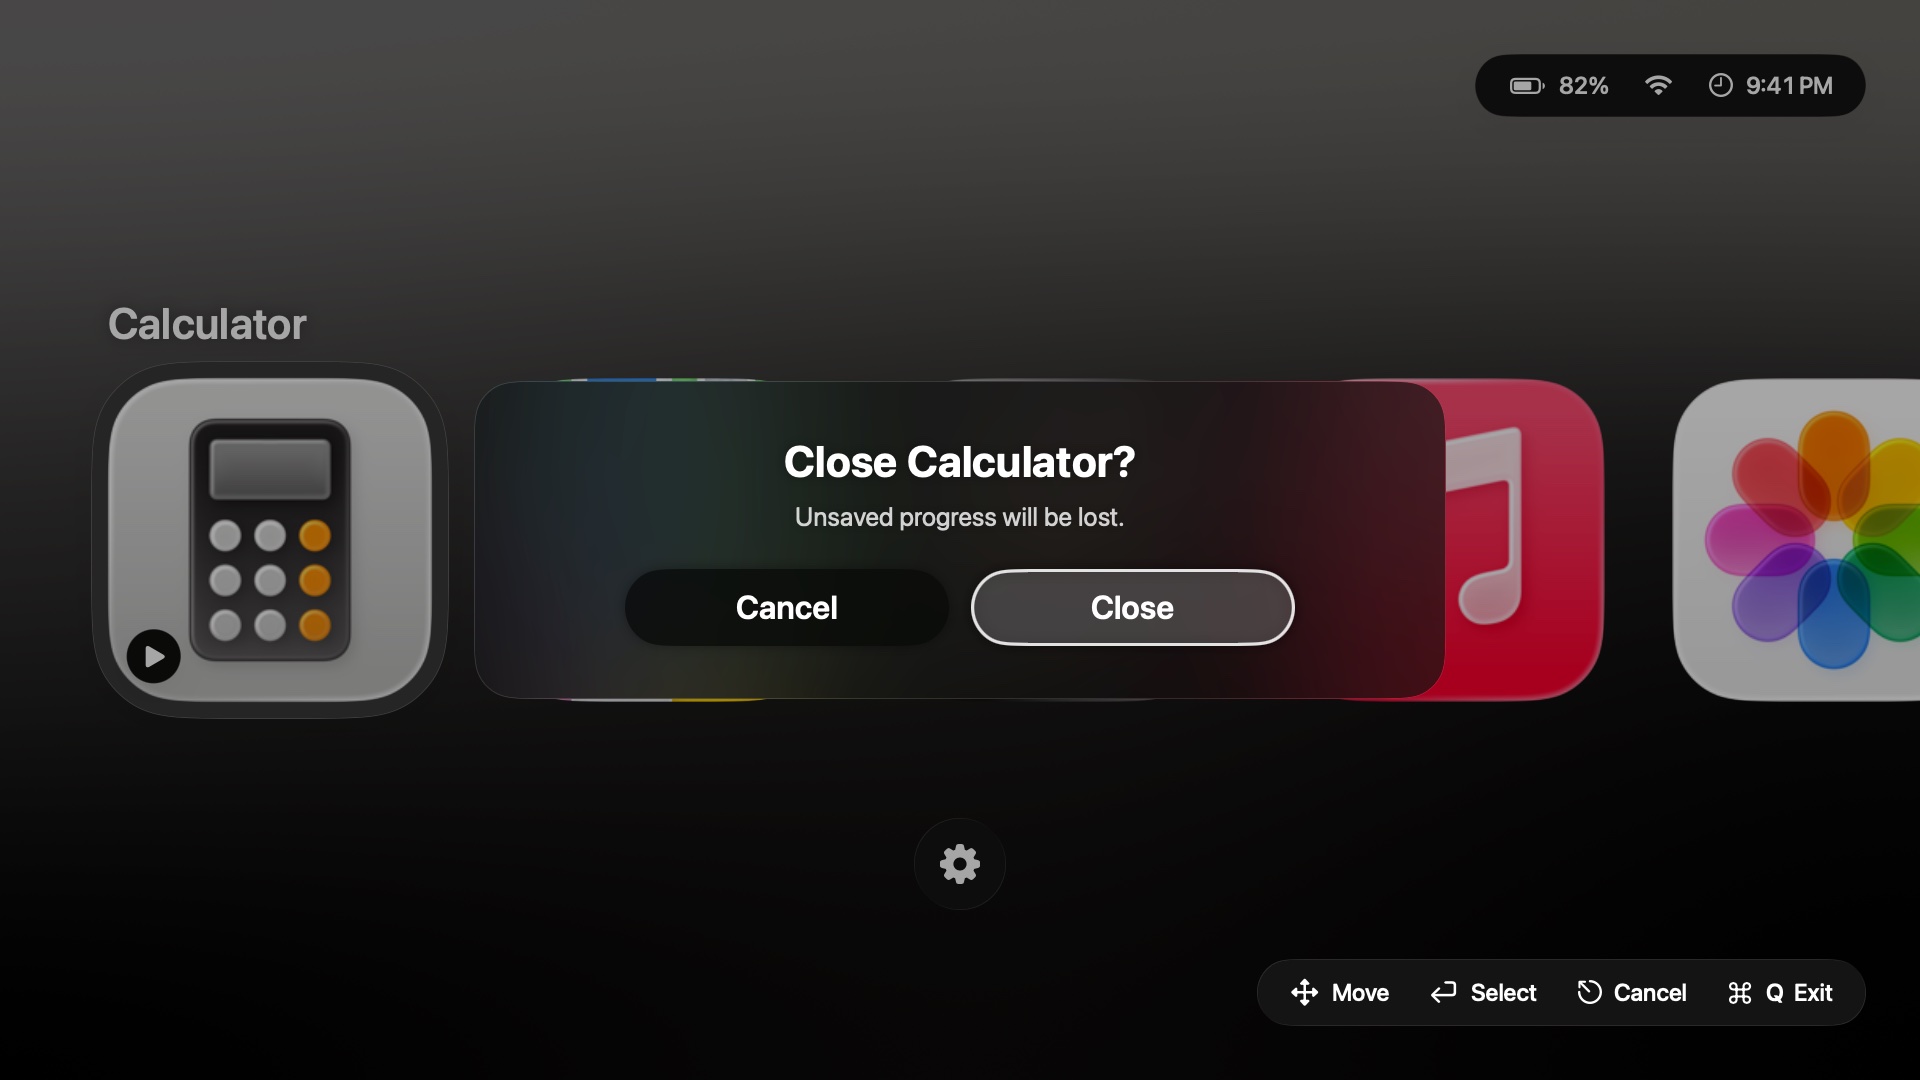 82%
9:41 PM
Calculator
Close Calculator?
Unsaved progress will be lost.
Cancel
Close
Move
Select
Cancel
⌘ Q Exit